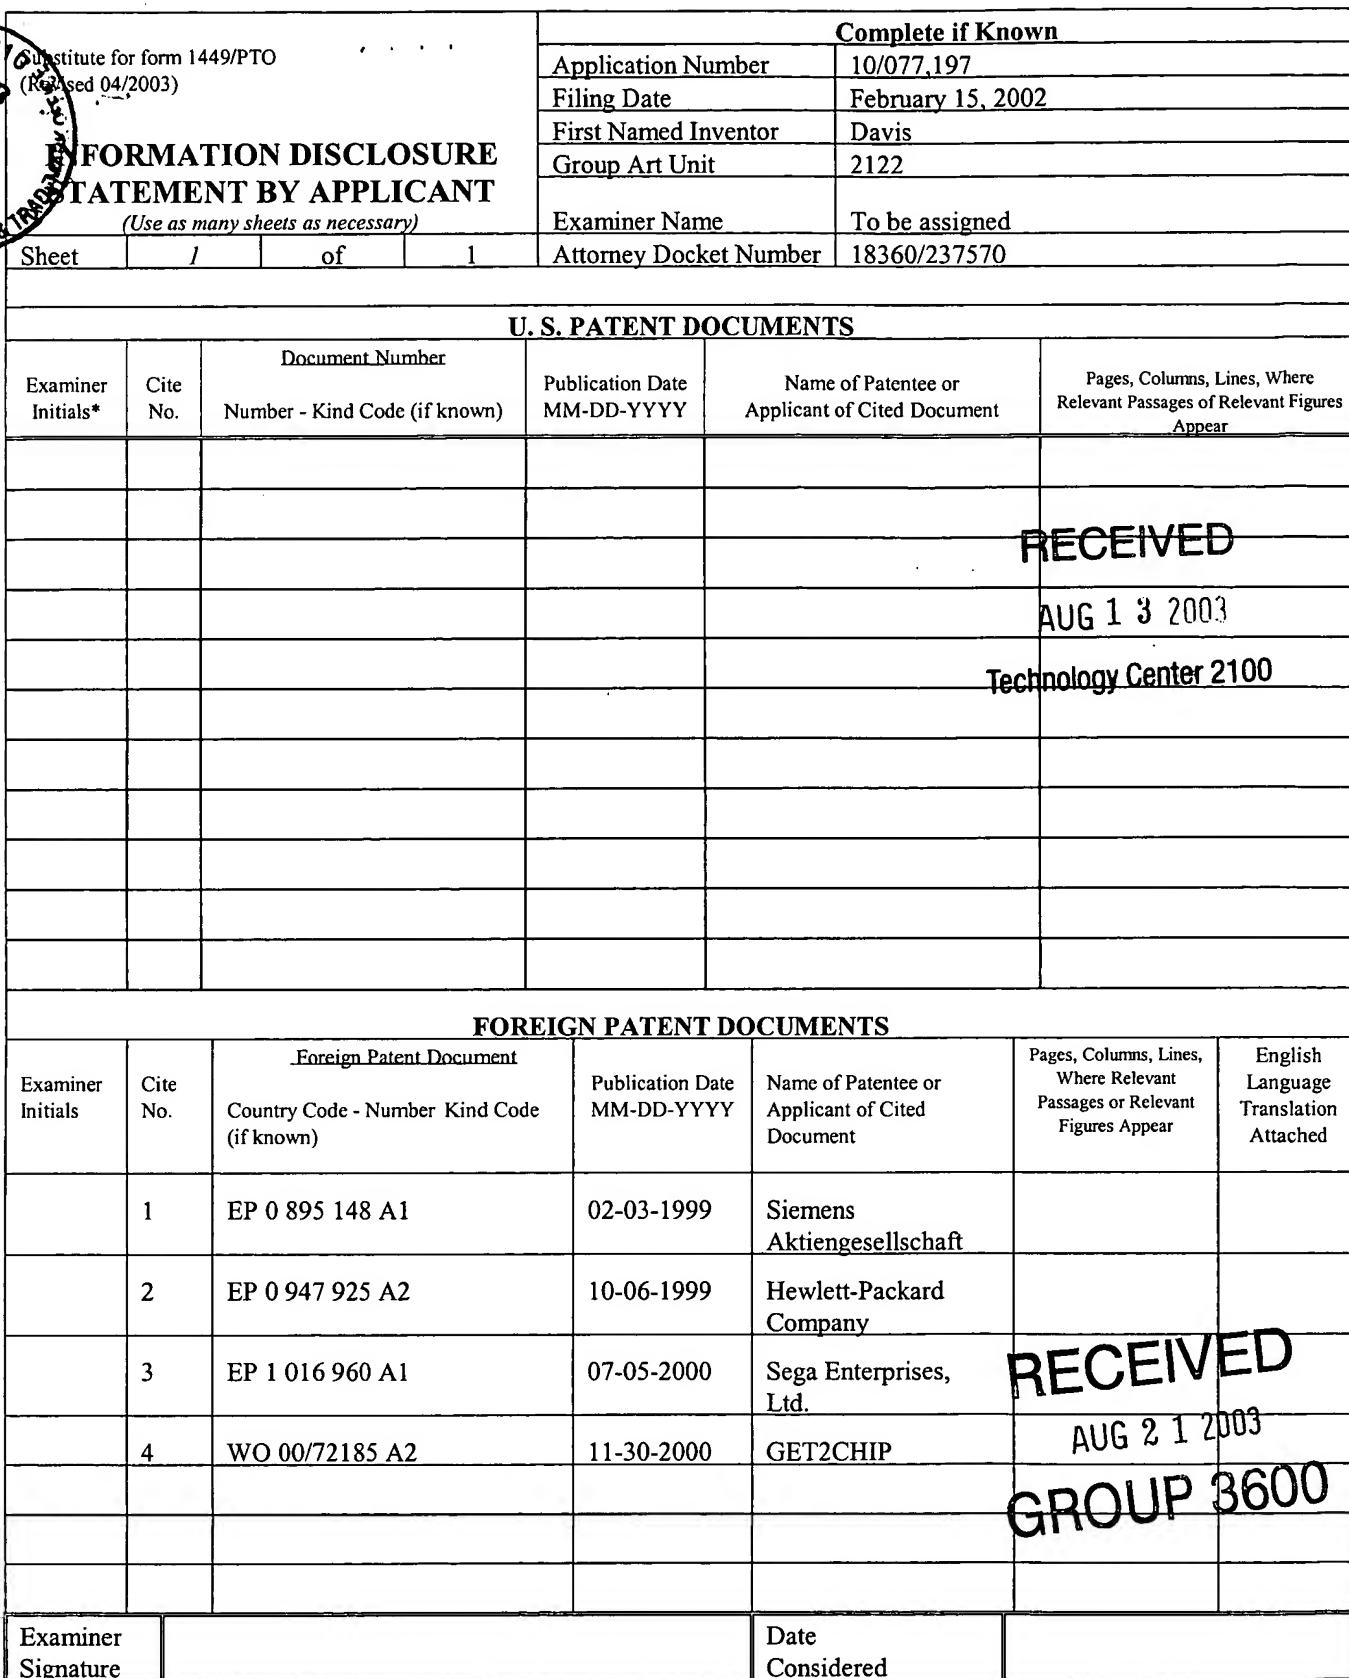 Substitute for form 1449/PTO
(Revised 04/2003)
INFORMATION DISCLOSURE
STATEMENT BY APPLICANT
(Use as many sheets as necessary)
Sheet 1 of 1
Complete if Known
Application Number 10/077,197
Filing Date February 15, 2002
First Named Inventor Davis
Group Art Unit 2122
Examiner Name To be assigned
Attorney Docket Number 18360/237570
U. S. PATENT DOCUMENTS
Examiner
Initials*
Cite
No.
Document Number
Number - Kind Code (if known)
Publication Date
MM-DD-YYYY
Name of Patentee or
Applicant of Cited Document
Pages, Columns, Lines, Where
Relevant Passages of Relevant Figures
Appear
RECEIVED
AUG 13 2003
Technology Center 2100
FOREIGN PATENT DOCUMENTS
Examiner
Initials
Cite
No.
Foreign Patent Document
Country Code - Number Kind Code
(if known)
Publication Date
MM-DD-YYYY
Name of Patentee or
Applicant of Cited
Document
Pages, Columns, Lines,
Where Relevant
Passages or Relevant
Figures Appear
English
Language
Translation
Attached
1 EP 0 895 148 A1 02-03-1999 Siemens
Aktiengesellschaft
2 EP 0 947 925 A2 10-06-1999 Hewlett-Packard
Company
3 EP 1 016 960 A1 07-05-2000 Sega Enterprises,
Ltd.
4 WO 00/72185 A2 11-30-2000 GET2CHIP
RECEIVED
AUG 21 2003
GROUP 3600
Examiner
Signature
Date
Considered